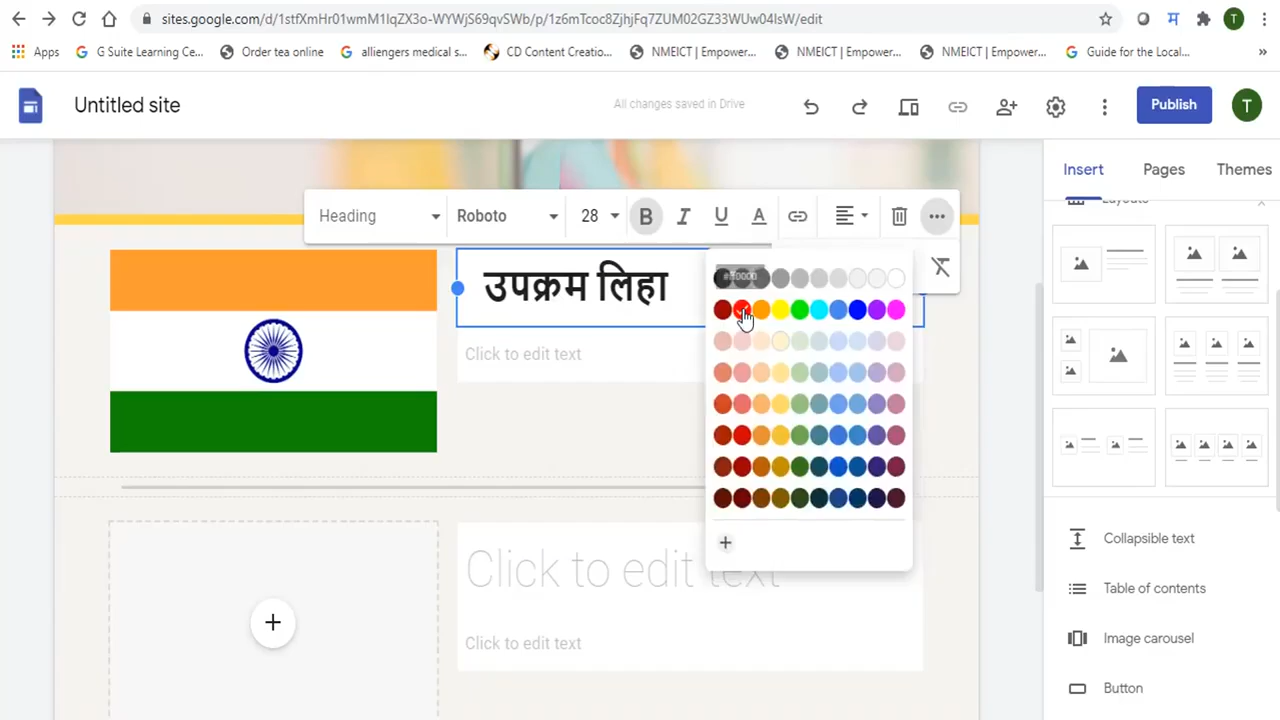 sites.google.com/d/1stfXmHr01wmM1lqZX3o-WYWjS69qvSWb/p/1z6mTcoc8ZjhjFq7ZUM02GZ33WUw04IsW/edit
T
Apps
G Suite Learning Ce...
Order tea online
alliengers medical s...
CD Content Creatio...
NMEICT | Empower...
NMEICT | Empower...
NMEICT | Empower...
Guide for the Local...
»
Untitled site
All changes saved in Drive
Publish
T
Insert
Pages
Themes
Layouts
Heading
Roboto
28
B
I
U
A
#ff0000
उपक्रम लिहा
Click to edit text
Click to edit text
Click to edit text
Collapsible text
Table of contents
Image carousel
Button